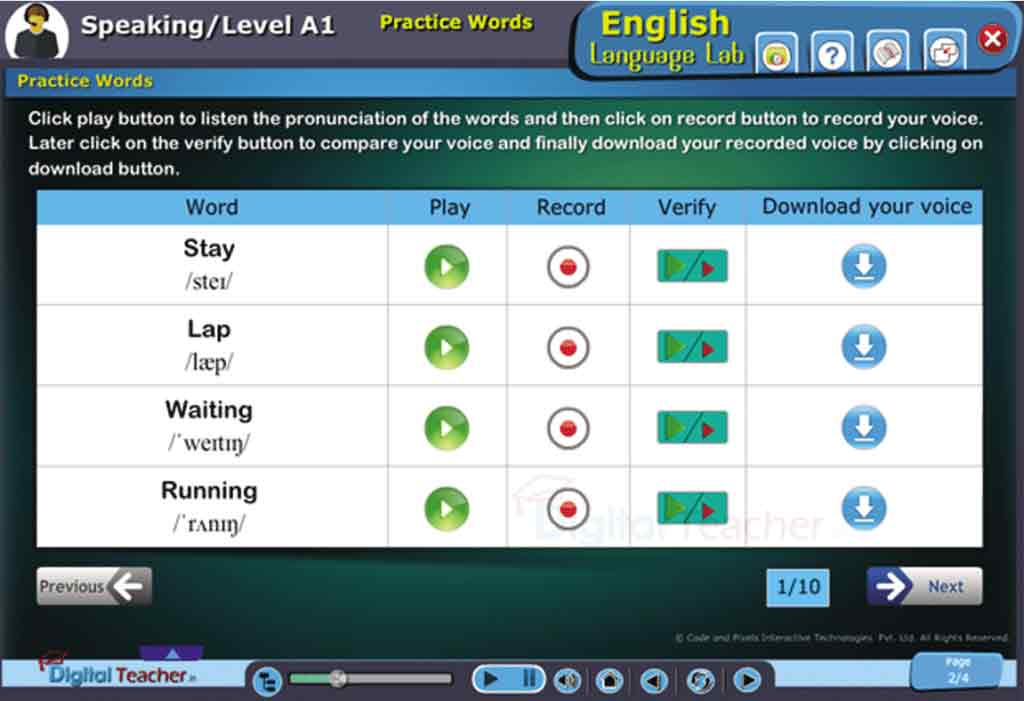 Speaking/Level A1
Practice Words
English
Language Lab
Practice Words
Click play button to listen the pronunciation of the words and then click on record button to record your voice.
Later click on the verify button to compare your voice and finally download your recorded voice by clicking on
download button.
Word Play Record Verify Download your voice
Stay
/steɪ/
Lap
/læp/
Waiting
/ˈweɪtɪŋ/
Running
/ˈrʌnɪŋ/
Digital Teacher
Previous 1/10 Next
© Code and Pixels Interactive Technologies. Pvt. Ltd. All Rights Reserved.
Digital Teacher.in
Page
2/4